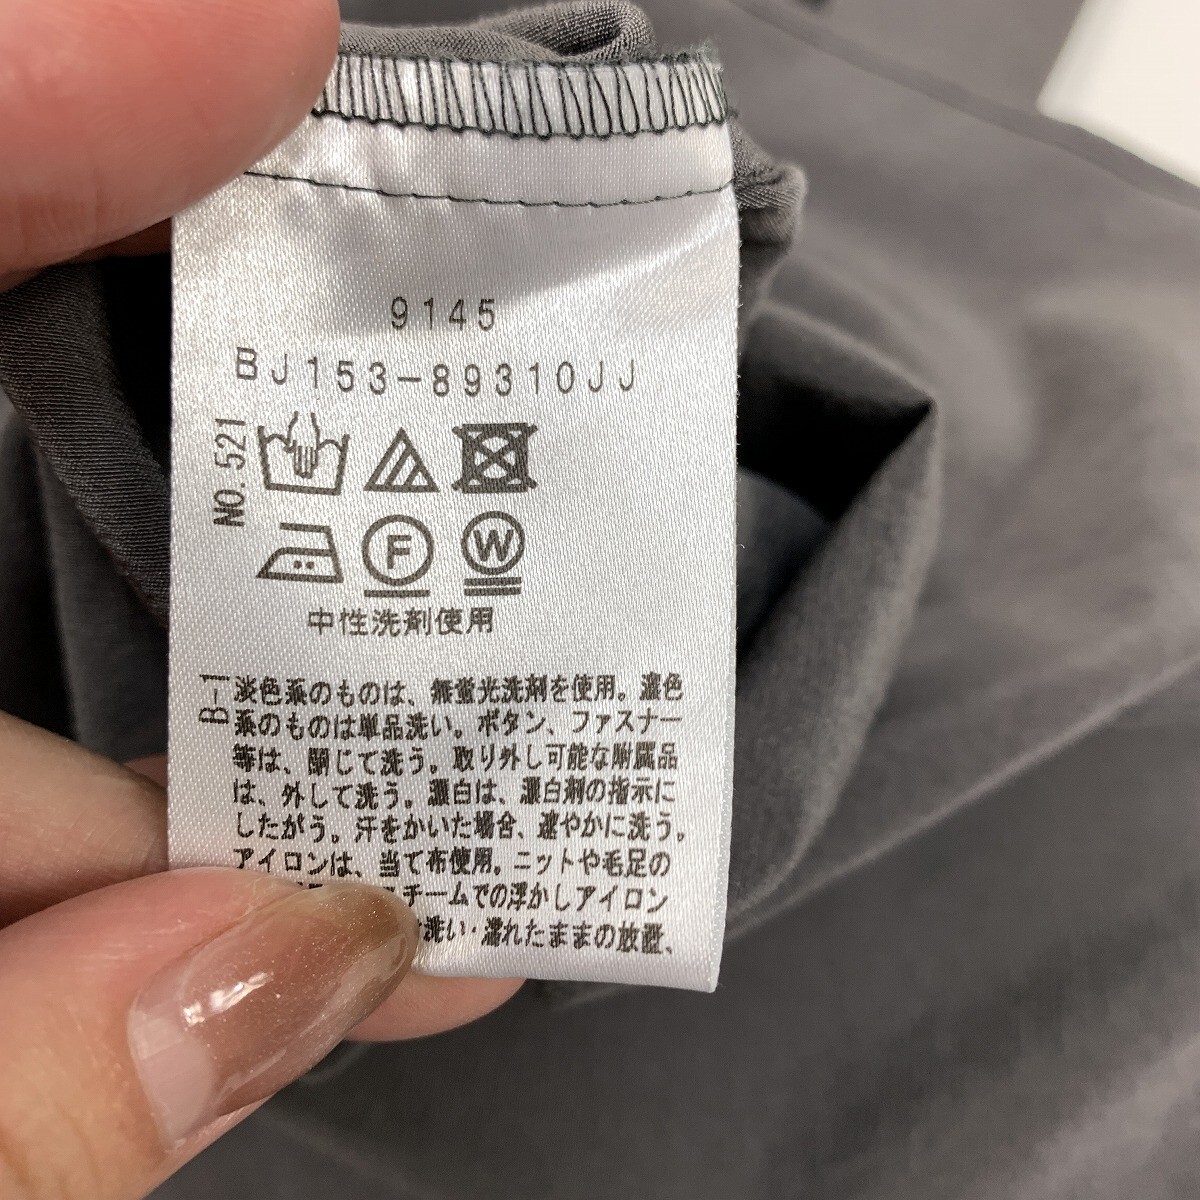 9145
BJ153-89310JJ
NO.521
F
W
中性洗剤使用
B-1
淡色系のものは、無蛍光洗剤を使用。濃色
系のものは単品洗い。ボタン、ファスナー
等は、閉じて洗う。取り外し可能な附属品
は、外して洗う。漂白は、漂白剤の指示に
したがう。汗をかいた場合、速やかに洗う。
アイロンは、当て布使用。ニットや毛足の
チームでの浮かしアイロン
洗い・濡れたままの放置、